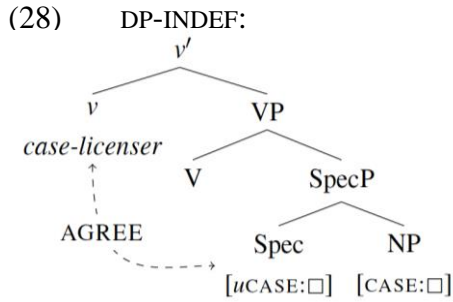 (28) DP-INDEF:
v′
v VP
case-licenser V SpecP
AGREE Spec NP
[uCASE:□] [CASE:□]